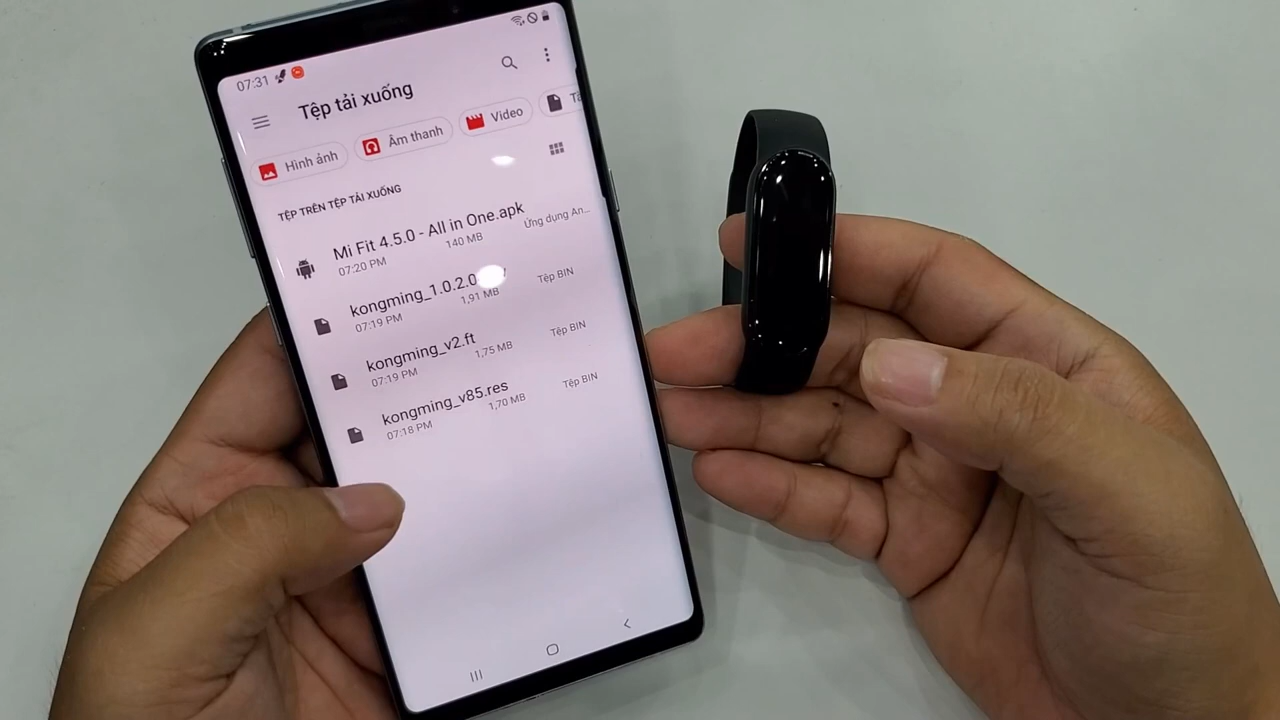 07:31
Tệp tải xuống
Hình ảnh
Âm thanh
Video
TỆP TRÊN TỆP TẢI XUỐNG
Mi Fit 4.5.0 - All in One.apk
07:20 PM 140 MB Ứng dụng An...
kongming_1.0.2.0
07:19 PM 1,91 MB Tệp BIN
kongming_v2.ft
07:19 PM 1,75 MB Tệp BIN
kongming_v85.res
07:18 PM 1,70 MB Tệp BIN